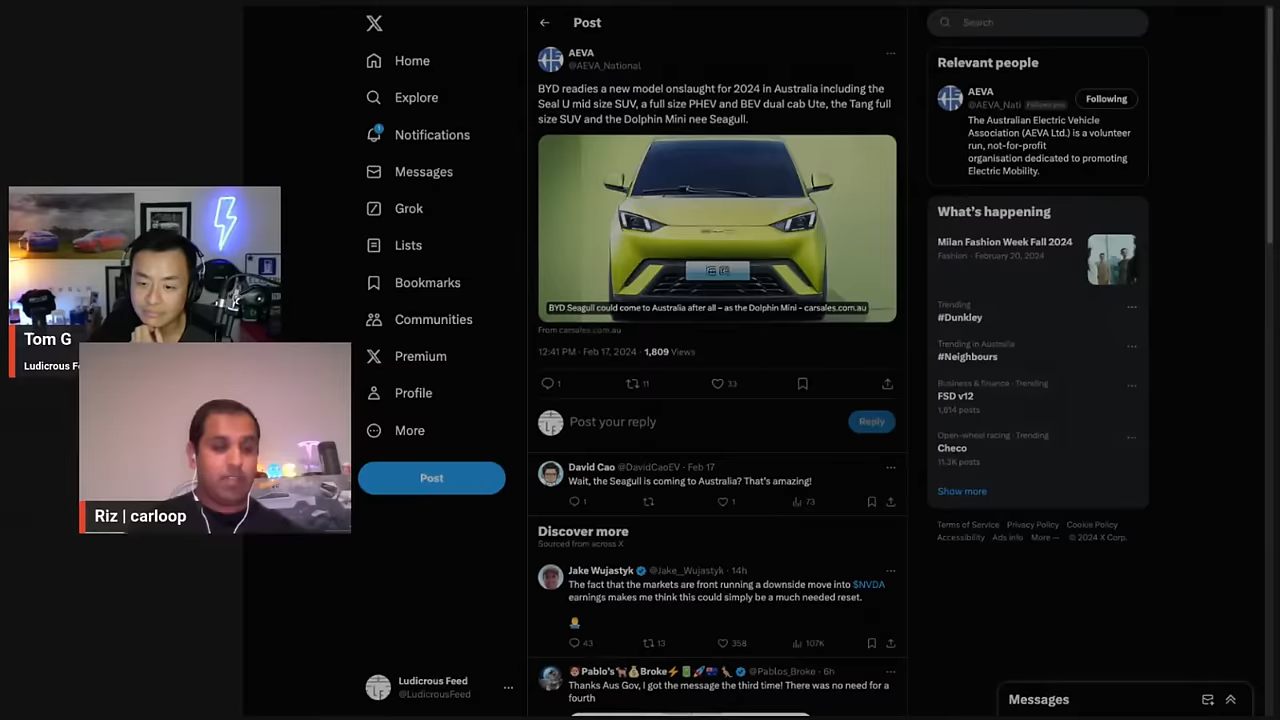 Post
Search
Home
Explore
Notifications
Messages
Grok
Lists
Bookmarks
Communities
Premium
Profile
More
Post
Ludicrous Feed
@LudicrousFeed
Tom G
Ludicrous Fe
Riz | carloop
AEVA
@AEVA_National
BYD readies a new model onslaught for 2024 in Australia including the
Seal U mid size SUV, a full size PHEV and BEV dual cab Ute, the Tang full
size SUV and the Dolphin Mini nee Seagull.
BYD Seagull could come to Australia after all – as the Dolphin Mini - carsales.com.au
From carsales.com.au
12:41 PM · Feb 17, 2024 · 1,809 Views
1 11 33
Post your reply
Reply
David Cao @DavidCaoEV · Feb 17
Wait, the Seagull is coming to Australia? That's amazing!
1 1 73
Discover more
Sourced from across X
Jake Wujastyk @Jake__Wujastyk · 14h
The fact that the markets are front running a downside move into $NVDA
earnings makes me think this could simply be a much needed reset.
43 13 358 107K
Pablo's Broke @Pablos_Broke · 6h
Thanks Aus Gov, I got the message the third time! There was no need for a
fourth
Relevant people
AEVA
@AEVA_Nati Follows you
Following
The Australian Electric Vehicle
Association (AEVA Ltd.) is a volunteer
run, not-for-profit
organisation dedicated to promoting
Electric Mobility.
What's happening
Milan Fashion Week Fall 2024
Fashion · February 20, 2024
Trending
#Dunkley
Trending in Australia
#Neighbours
Business & finance · Trending
FSD v12
1,614 posts
Open-wheel racing · Trending
Checo
11.3K posts
Show more
Terms of Service Privacy Policy Cookie Policy
Accessibility Ads info More © 2024 X Corp.
Messages